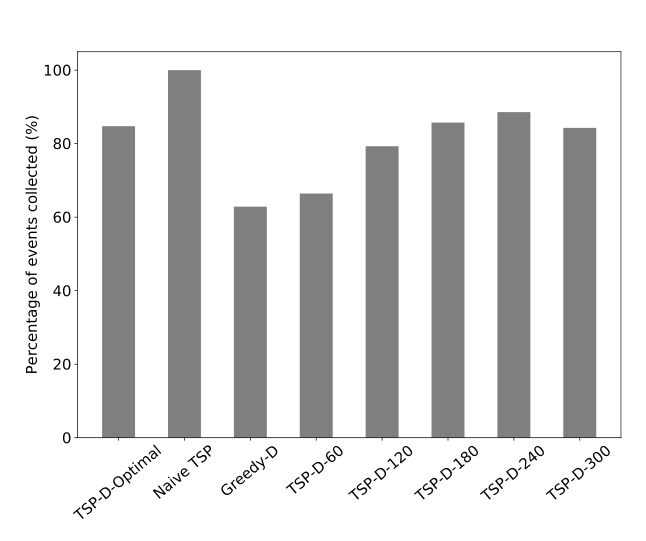 Percentage of events collected (%)
100
80
60
40
20
0
TSP-D-Optimal
Naive TSP
Greedy-D
TSP-D-60
TSP-D-120
TSP-D-180
TSP-D-240
TSP-D-300